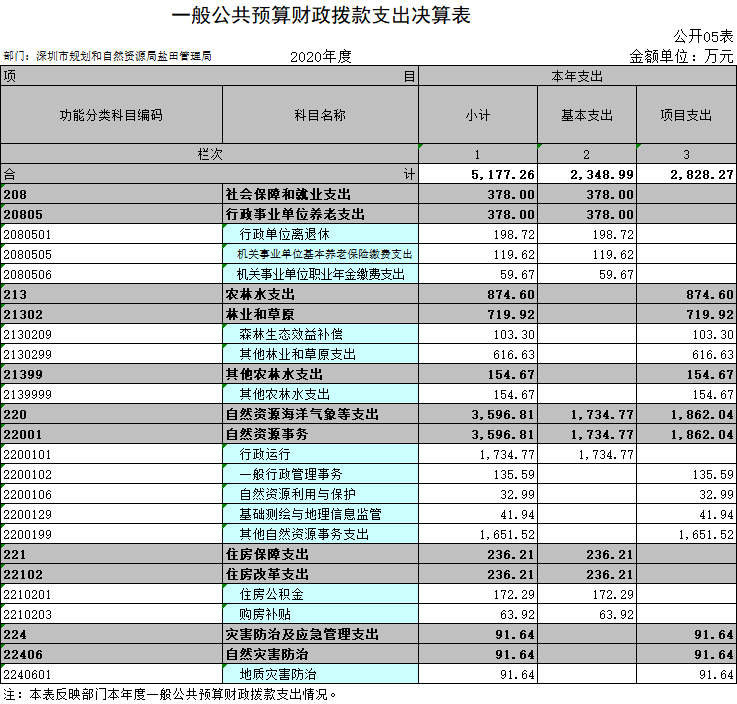 一般公共预算财政拨款支出决算表
公开05表
部门：深圳市规划和自然资源局盐田管理局 2020年度 金额单位：万元
项 目 本年支出
功能分类科目编码 科目名称 小计 基本支出 项目支出
栏次 1 2 3
合 计 5,177.26 2,348.99 2,828.27
208 社会保障和就业支出 378.00 378.00
20805 行政事业单位养老支出 378.00 378.00
2080501 行政单位离退休 198.72 198.72
2080505 机关事业单位基本养老保险缴费支出 119.62 119.62
2080506 机关事业单位职业年金缴费支出 59.67 59.67
213 农林水支出 874.60 874.60
21302 林业和草原 719.92 719.92
2130209 森林生态效益补偿 103.30 103.30
2130299 其他林业和草原支出 616.63 616.63
21399 其他农林水支出 154.67 154.67
2139999 其他农林水支出 154.67 154.67
220 自然资源海洋气象等支出 3,596.81 1,734.77 1,862.04
22001 自然资源事务 3,596.81 1,734.77 1,862.04
2200101 行政运行 1,734.77 1,734.77
2200102 一般行政管理事务 135.59 135.59
2200106 自然资源利用与保护 32.99 32.99
2200129 基础测绘与地理信息监管 41.94 41.94
2200199 其他自然资源事务支出 1,651.52 1,651.52
221 住房保障支出 236.21 236.21
22102 住房改革支出 236.21 236.21
2210201 住房公积金 172.29 172.29
2210203 购房补贴 63.92 63.92
224 灾害防治及应急管理支出 91.64 91.64
22406 自然灾害防治 91.64 91.64
2240601 地质灾害防治 91.64 91.64
注：本表反映部门本年度一般公共预算财政拨款支出情况。